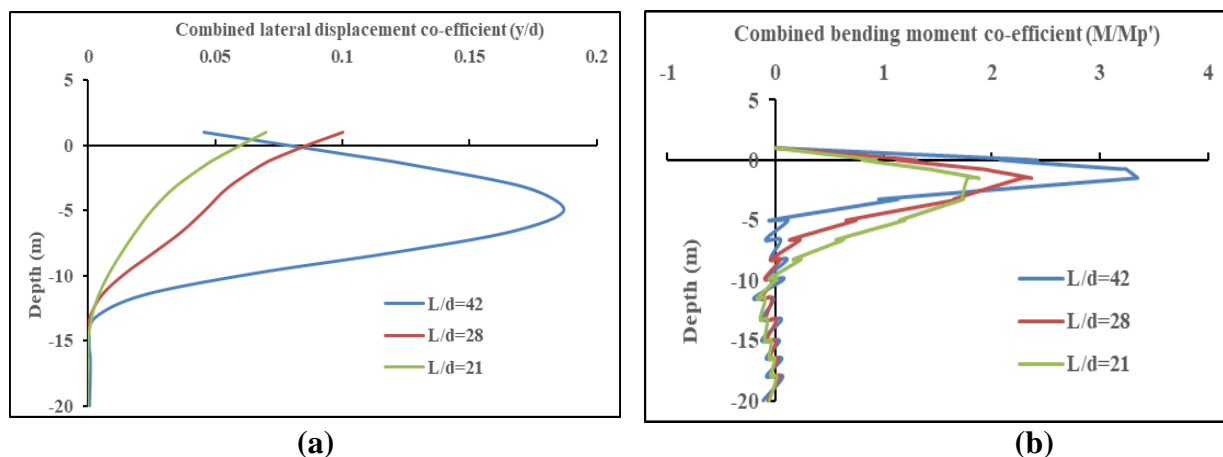 Combined lateral displacement co-efficient (y/d)
0 0.05 0.1 0.15 0.2
5
0
-5
-10
-15
-20
Depth (m)
L/d=42
L/d=28
L/d=21
(a)
Combined bending moment co-efficient (M/Mp')
-1 0 1 2 3 4
5
0
-5
-10
-15
-20
Depth (m)
L/d=42
L/d=28
L/d=21
(b)